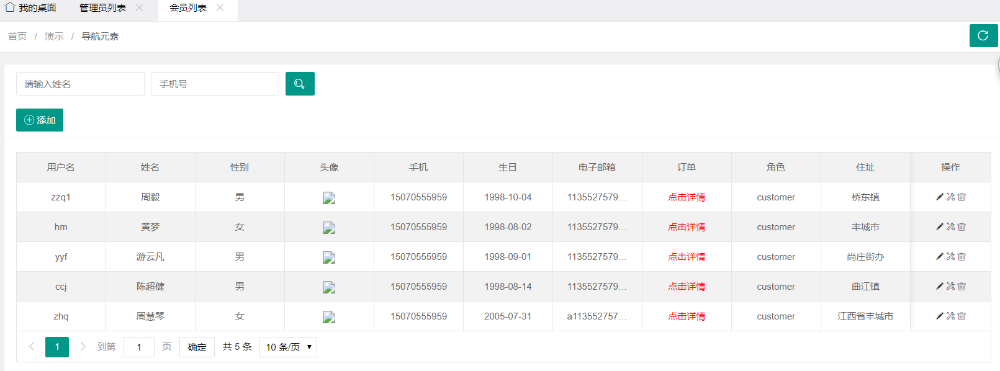 我的桌面 管理员列表 会员列表
首页 / 演示 / 导航元素
请输入姓名 手机号
添加
用户名 姓名 性别 头像 手机 生日 电子邮箱 订单 角色 住址 操作
zzq1 周毅 男 15070555959 1998-10-04 1135527579... 点击详情 customer 桥东镇
hm 黄梦 女 15070555959 1998-08-02 1135527579... 点击详情 customer 丰城市
yyf 游云凡 男 15070555959 1998-09-01 1135527579... 点击详情 customer 尚庄街办
ccj 陈超健 男 15070555959 1998-08-14 1135527579... 点击详情 customer 曲江镇
zhq 周慧琴 女 15070555959 2005-07-31 a113552757... 点击详情 customer 江西省丰城市
1 到第 1 页 确定 共 5 条 10 条/页